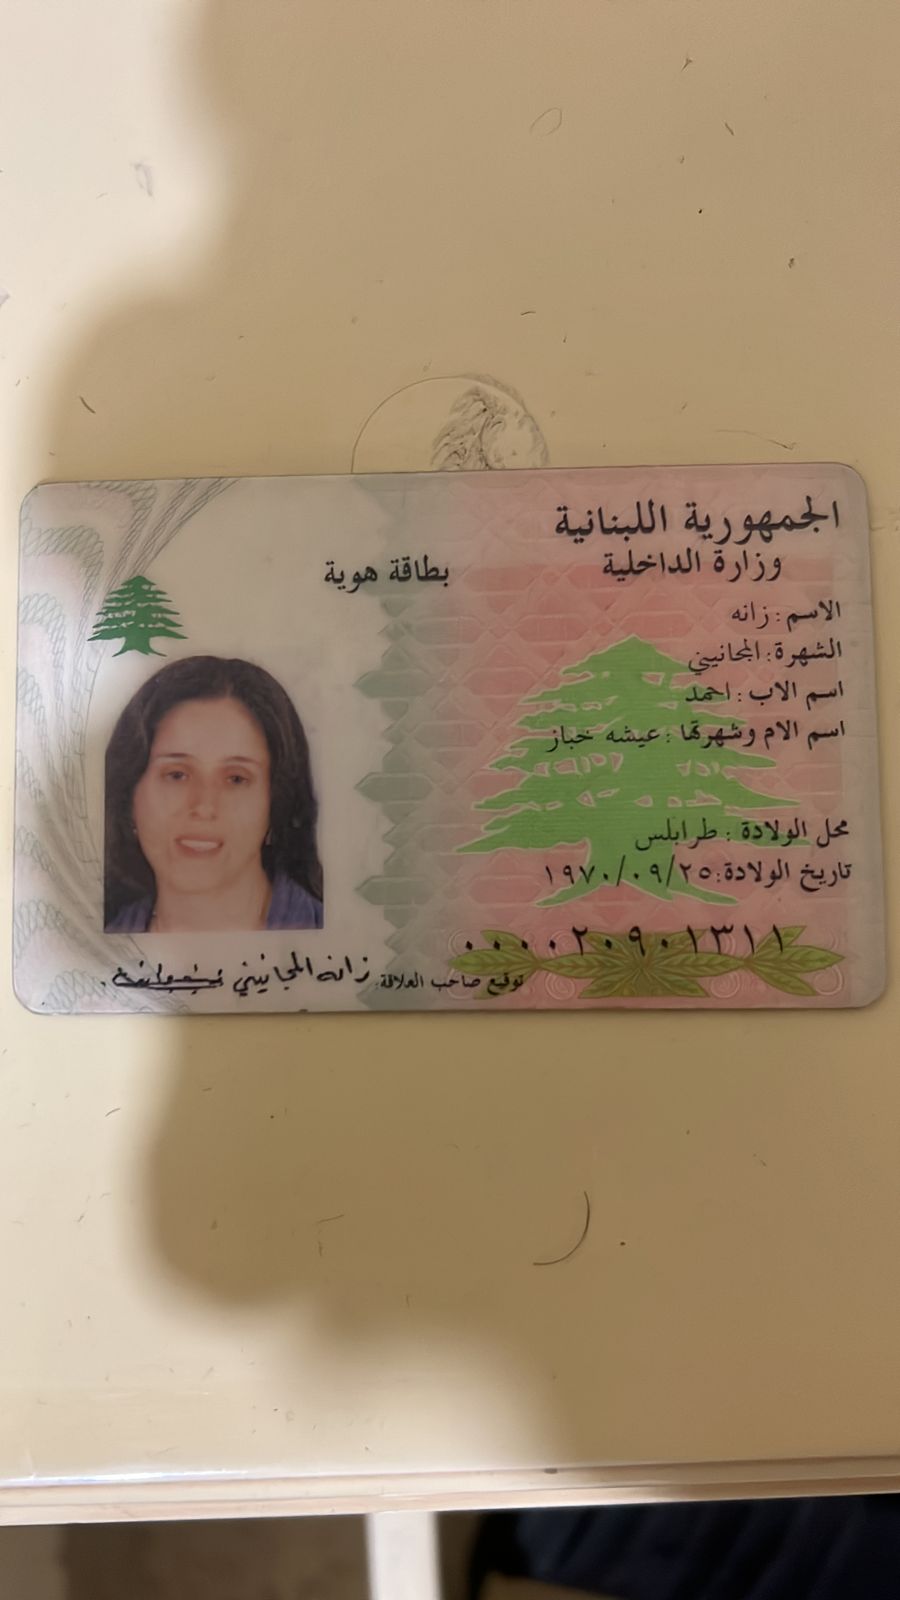 الجمهورية اللبنانية
وزارة الداخلية
بطاقة هوية
الاسم : زانه
الشهرة : المجانيني
اسم الاب : احمد
اسم الام وشهرتها : عيشه خباز
محل الولادة : طرابلس
تاريخ الولادة : ١٩٧٠/٠٩/٢٥
٠٠٠٠٢٠٩٠١٣١١
توقيع صاحب العلاقة : زانه المجانيني